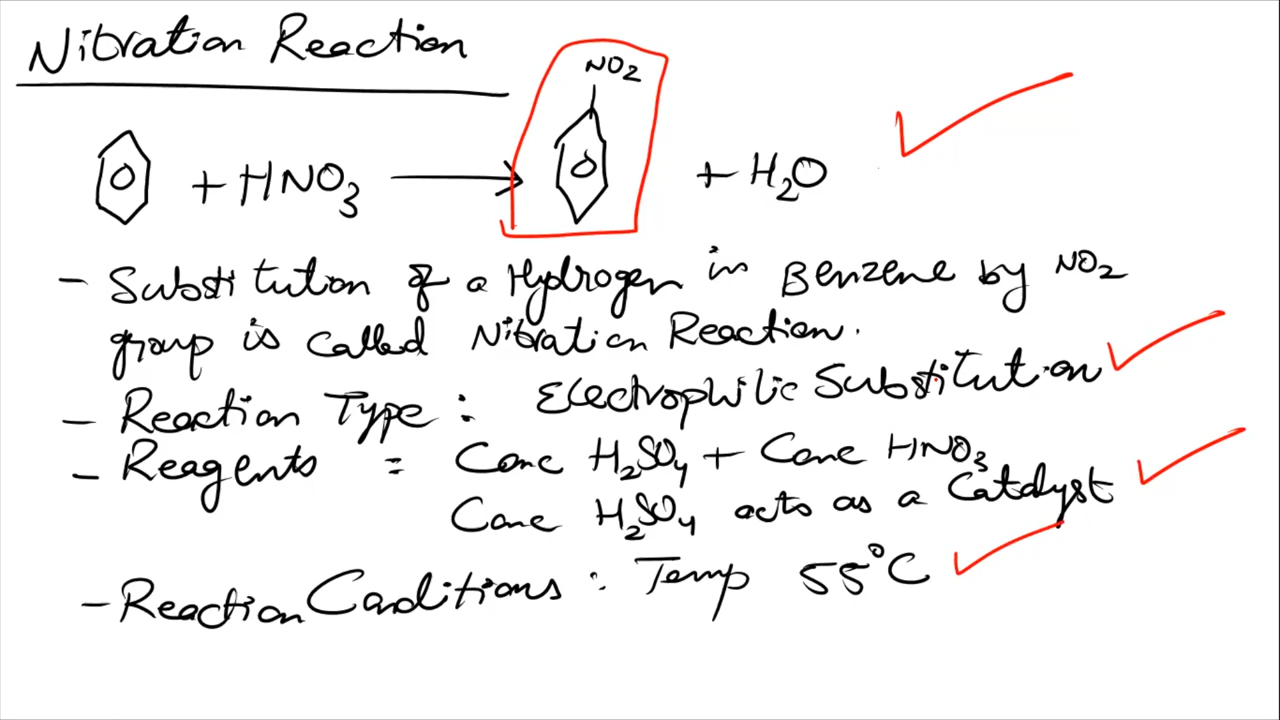 Nitration Reaction
NO2
+ HNO3 → + H2O
- Substitution of a Hydrogen in Benzene by NO2
group is called Nitration Reaction.
- Reaction Type : Electrophilic Substitution
- Reagents = Conc H2SO4 + Conc HNO3
Conc H2SO4 acts as a Catalyst
- Reaction Conditions : Temp 55°C